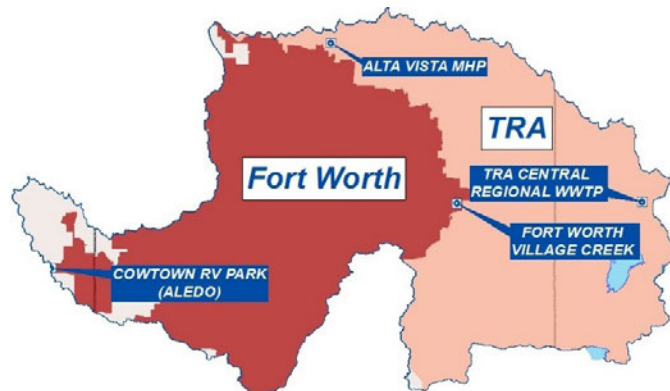 ALTA VISTA MHP
TRA
Fort Worth
TRA CENTRAL
REGIONAL WWTP
FORT WORTH
VILLAGE CREEK
COWTOWN RV PARK
(ALEDO)